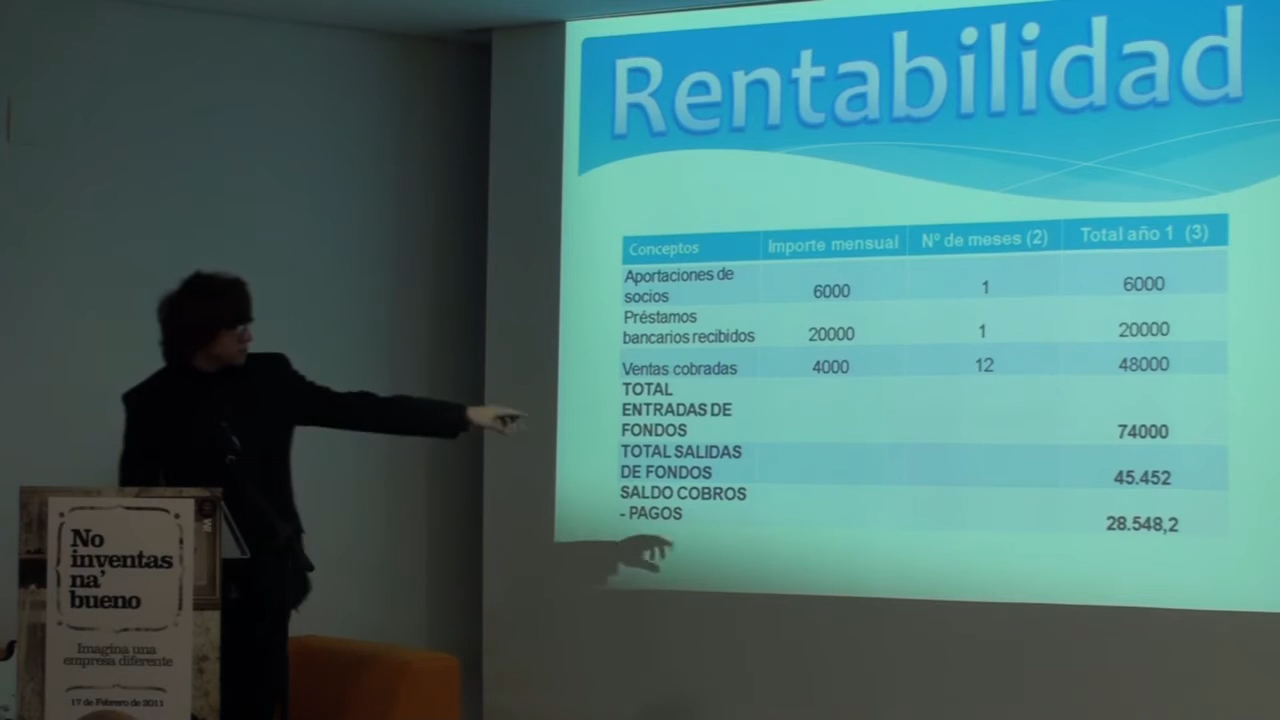 Rentabilidad
Conceptos Importe mensual Nº de meses (2) Total año 1 (3)
Aportaciones de
socios 6000 1 6000
Préstamos
bancarios recibidos 20000 1 20000
Ventas cobradas 4000 12 48000
TOTAL
ENTRADAS DE
FONDOS 74000
TOTAL SALIDAS
DE FONDOS 45.452
SALDO COBROS
- PAGOS 28.548,2
No
inventas
na'
bueno
Imagina una
empresa diferente
17 de Febrero de 2011